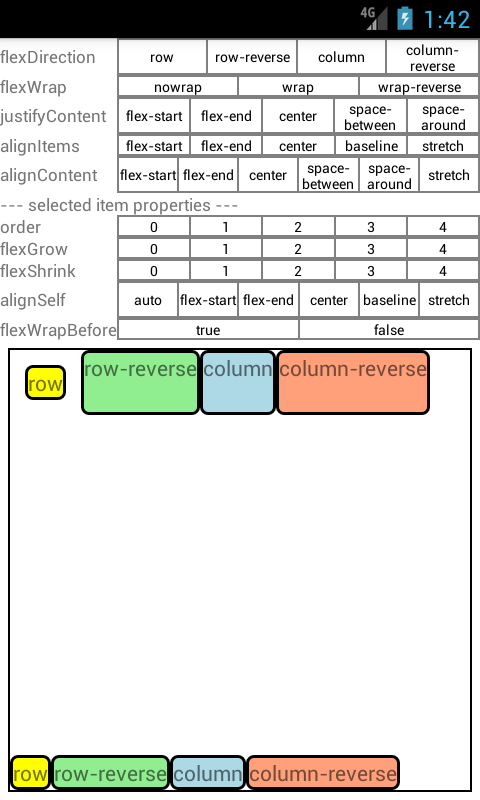 4G 1:42
flexDirection row row-reverse column column-
reverse
flexWrap nowrap wrap wrap-reverse
justifyContent flex-start flex-end center space-
between space-
around
alignItems flex-start flex-end center baseline stretch
alignContent flex-start flex-end center space-
between space-
around stretch
--- selected item properties ---
order 0 1 2 3 4
flexGrow 0 1 2 3 4
flexShrink 0 1 2 3 4
alignSelf auto flex-start flex-end center baseline stretch
flexWrapBefore true false
row row-reverse column column-reverse
row row-reverse column column-reverse